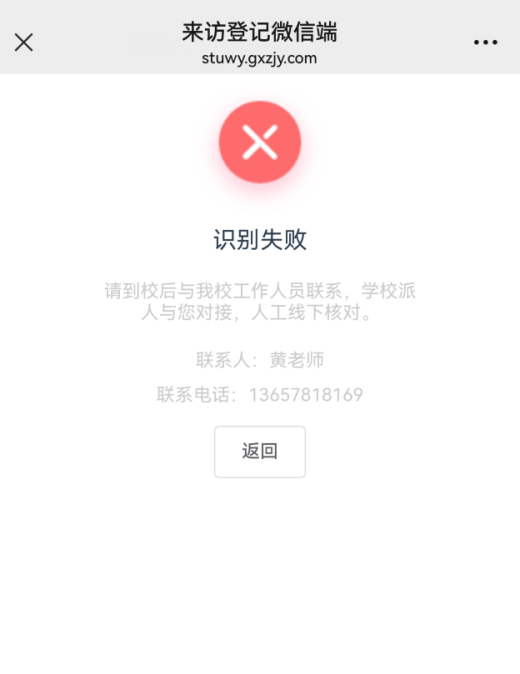 来访登记微信端
stuwy.gxzjy.com
识别失败
请到校后与我校工作人员联系，学校派
人与您对接，人工线下核对。
联系人：黄老师
联系电话：13657818169
返回